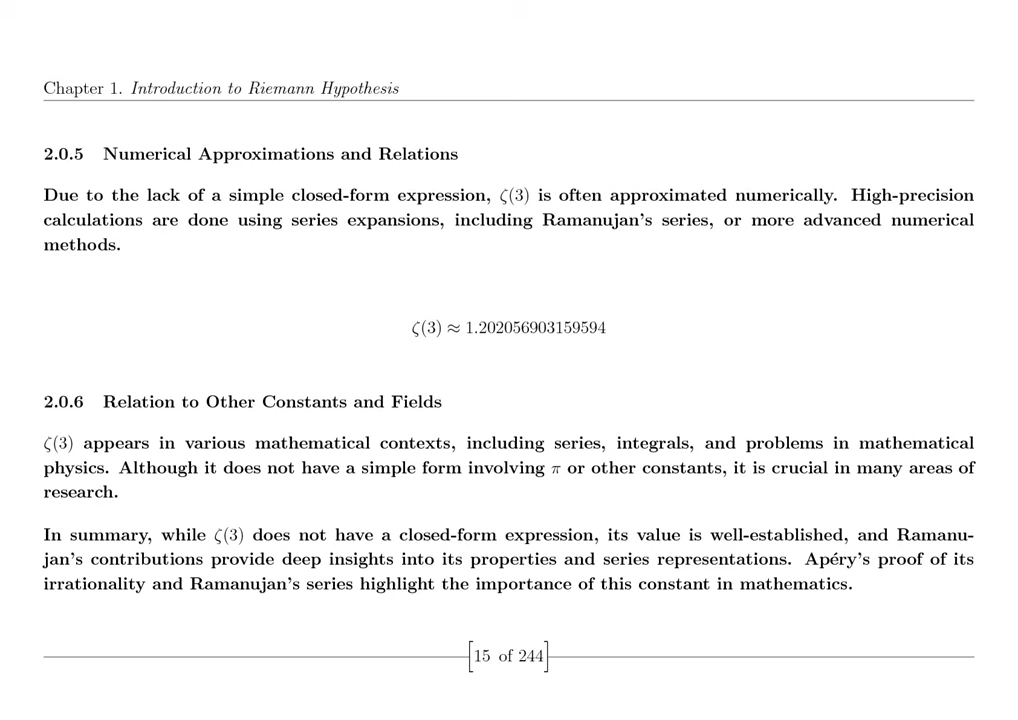 Chapter 1. Introduction to Riemann Hypothesis
2.0.5 Numerical Approximations and Relations
Due to the lack of a simple closed-form expression, ζ(3) is often approximated numerically. High-precision
calculations are done using series expansions, including Ramanujan's series, or more advanced numerical
methods.
ζ(3) ≈ 1.202056903159594
2.0.6 Relation to Other Constants and Fields
ζ(3) appears in various mathematical contexts, including series, integrals, and problems in mathematical
physics. Although it does not have a simple form involving π or other constants, it is crucial in many areas of
research.
In summary, while ζ(3) does not have a closed-form expression, its value is well-established, and Ramanu-
jan's contributions provide deep insights into its properties and series representations. Apéry's proof of its
irrationality and Ramanujan's series highlight the importance of this constant in mathematics.
[15 of 244]